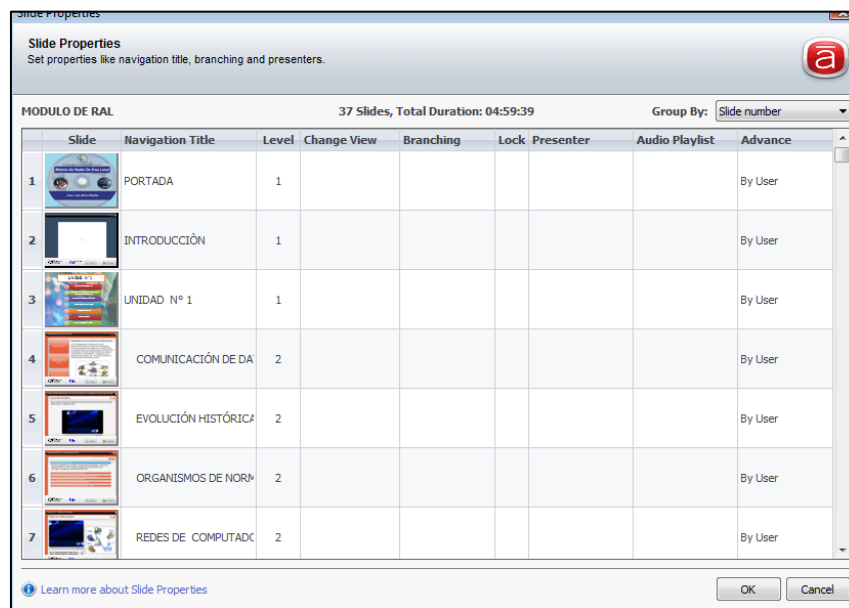 Slide Properties
Slide Properties
Set properties like navigation title, branching and presenters.
MODULO DE RAL 37 Slides, Total Duration: 04:59:39 Group By: Slide number
Slide Navigation Title Level Change View Branching Lock Presenter Audio Playlist Advance
1 PORTADA 1 By User
2 INTRODUCCIÒN 1 By User
UNIDAD Nº 1
3 UNIDAD Nº 1 1 By User
4 COMUNICACIÓN DE DA 2 By User
5 EVOLUCIÓN HISTÓRICA 2 By User
6 ORGANISMOS DE NORM 2 By User
7 REDES DE COMPUTADO 2 By User
Learn more about Slide Properties OK Cancel